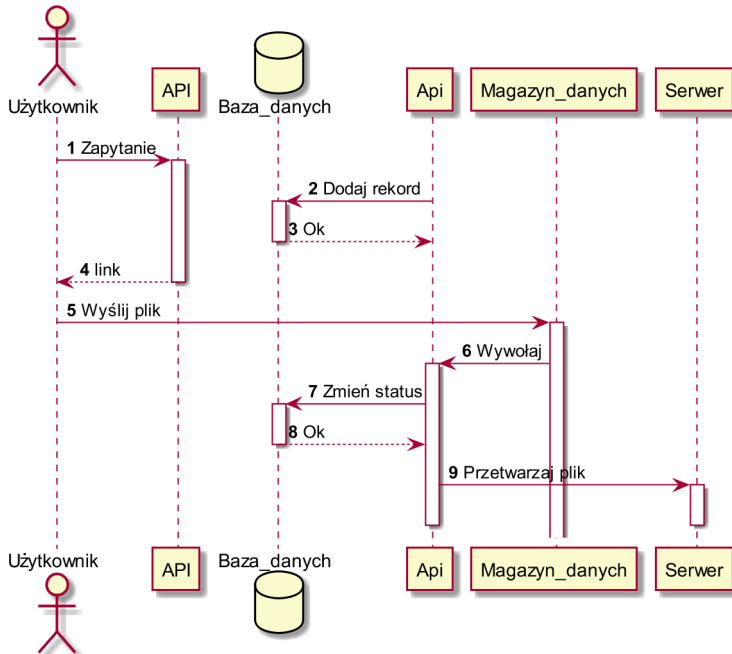 Użytkownik
API
Baza_danych
Api
Magazyn_danych
Serwer
1 Zapytanie
2 Dodaj rekord
3 Ok
4 link
5 Wyślij plik
6 Wywołaj
7 Zmień status
8 Ok
9 Przetwarzaj plik
Użytkownik
API
Baza_danych
Api
Magazyn_danych
Serwer